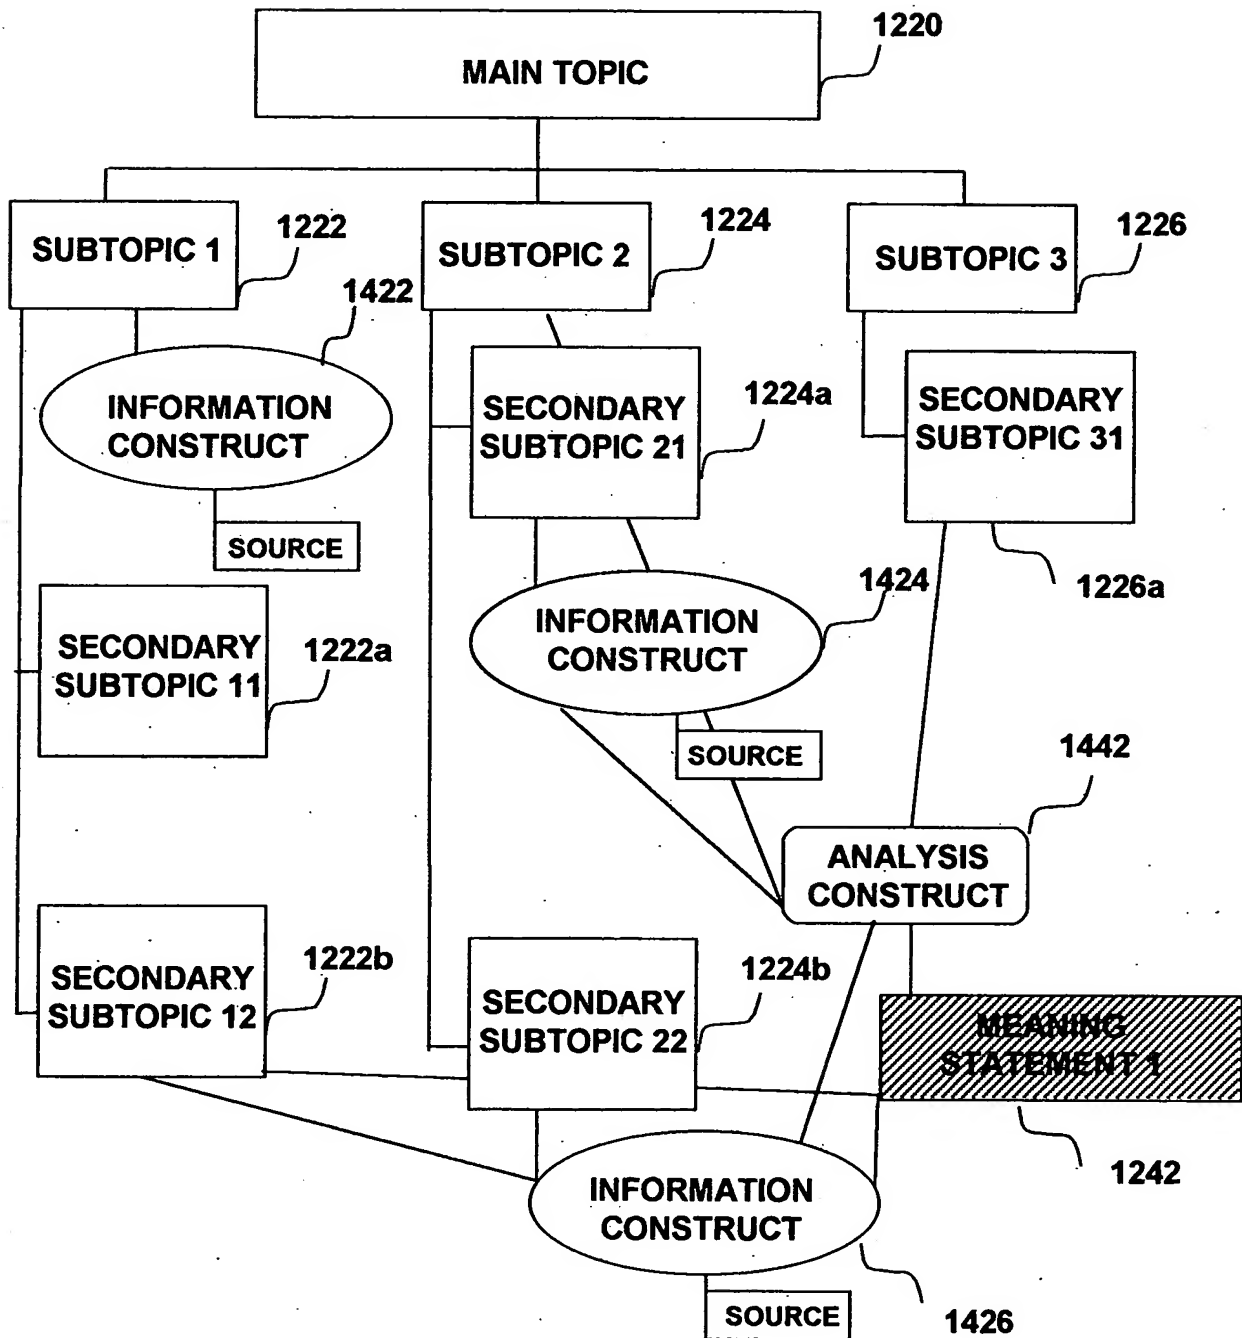 1220
MAIN TOPIC
SUBTOPIC 1
1222
SUBTOPIC 2
1224
SUBTOPIC 3
1226
1422
INFORMATION
CONSTRUCT
SOURCE
SECONDARY
SUBTOPIC 21
1224a
SECONDARY
SUBTOPIC 31
1226a
SECONDARY
SUBTOPIC 11
1222a
INFORMATION
CONSTRUCT
1424
SOURCE
1442
ANALYSIS
CONSTRUCT
SECONDARY
SUBTOPIC 12
1222b
SECONDARY
SUBTOPIC 22
1224b
MEANING
STATEMENT 1
1242
INFORMATION
CONSTRUCT
1426
SOURCE